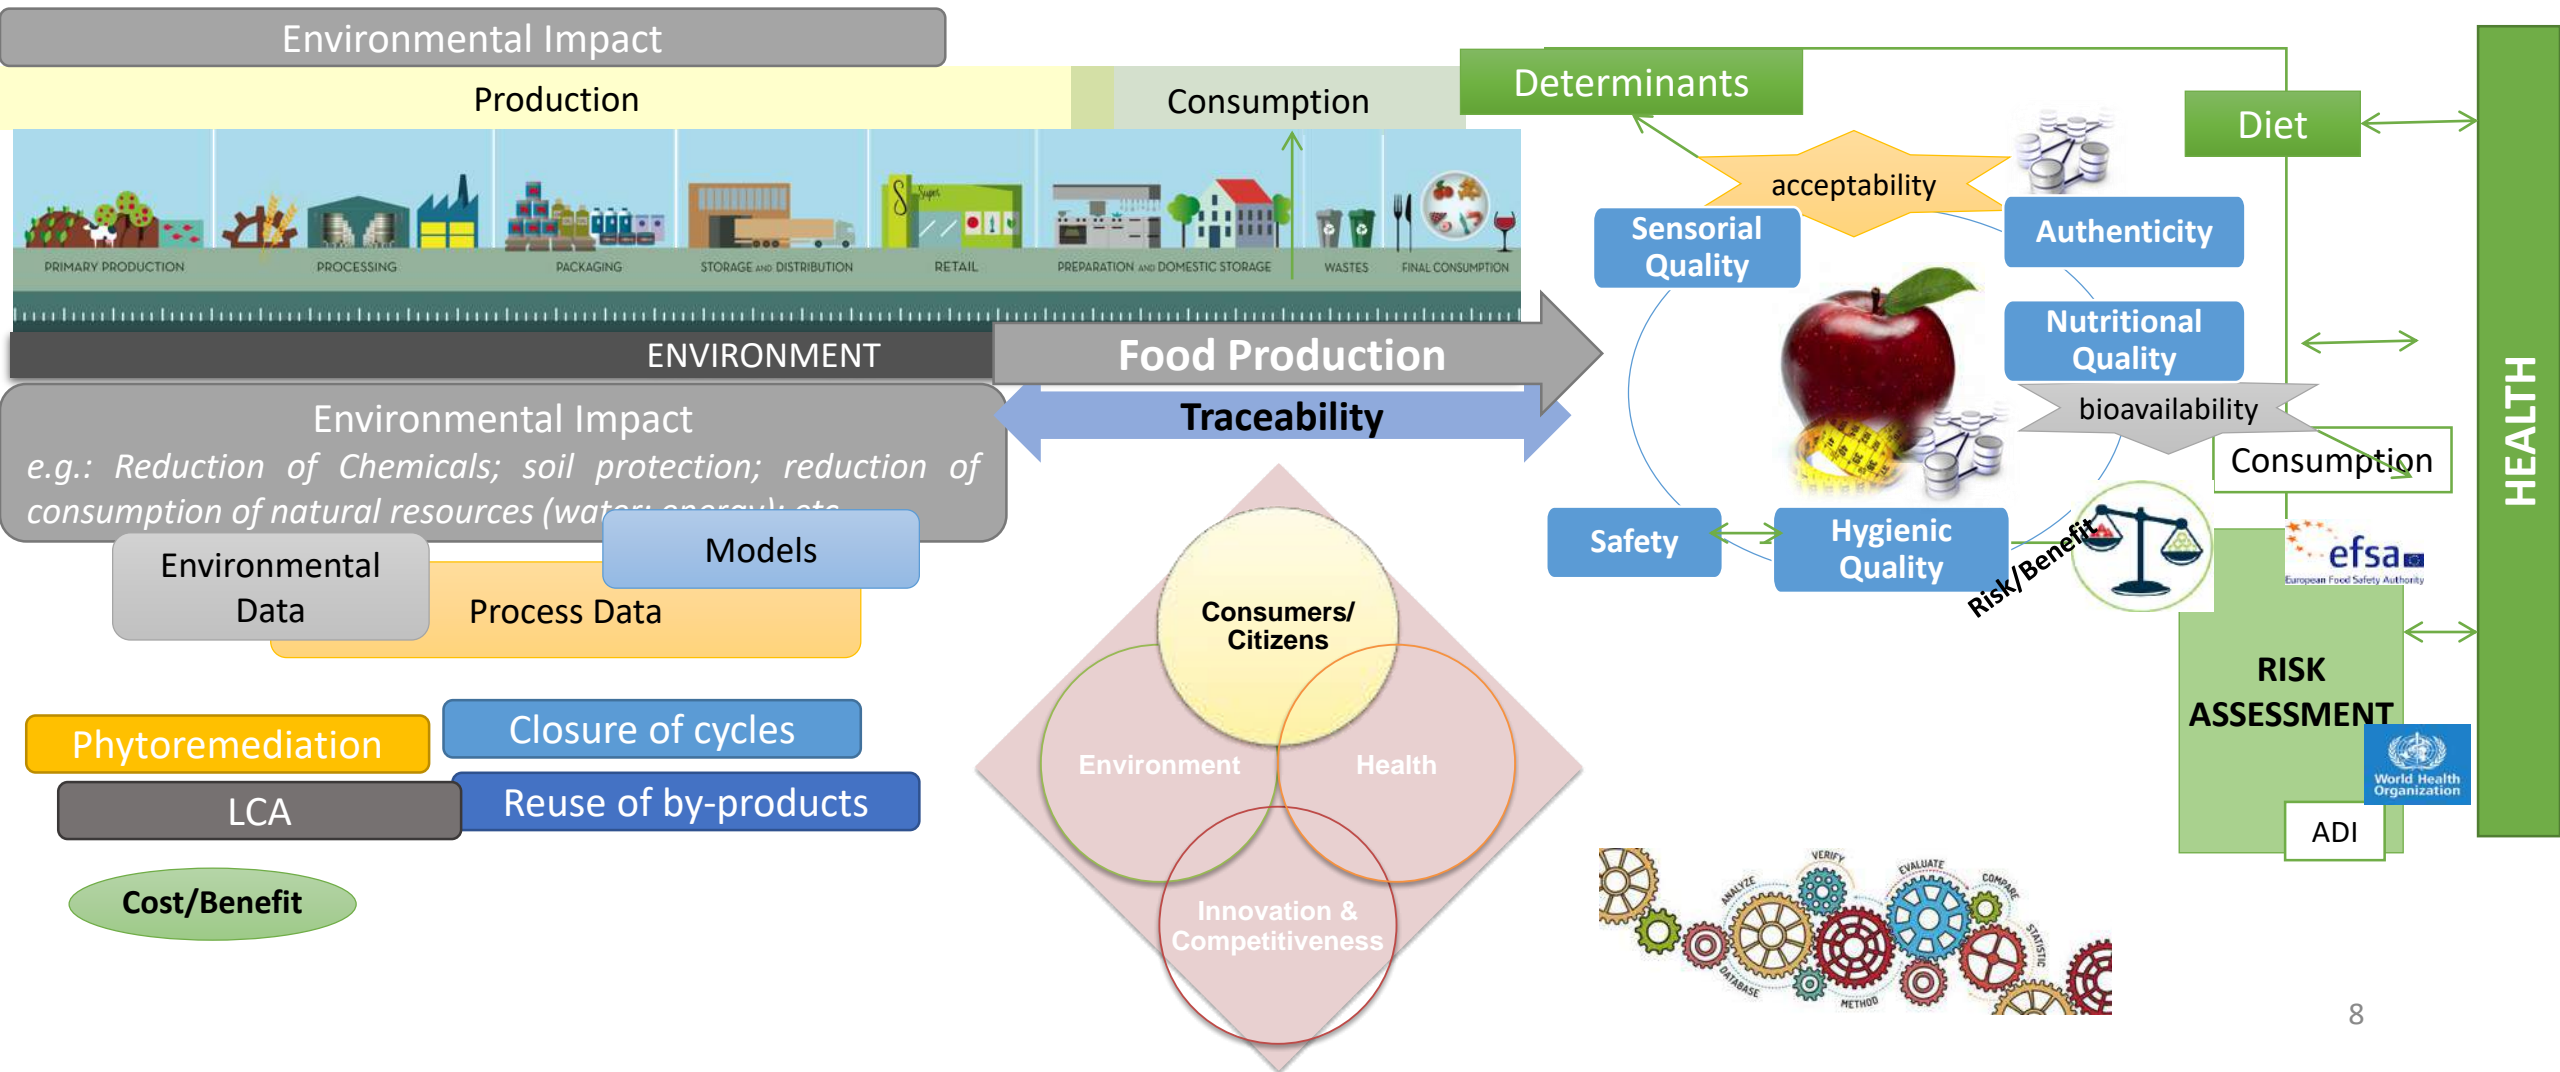 Environmental Impact
Production
Consumption
PRIMARY PRODUCTION
PROCESSING
PACKAGING
STORAGE AND DISTRIBUTION
Super
RETAIL
PREPARATION AND DOMESTIC STORAGE
WASTES
FINAL CONSUMPTION
ENVIRONMENT
Food Production
Traceability
Environmental Impact
e.g.: Reduction of Chemicals; soil protection; reduction of
consumption of natural resources (water; energy); etc
Environmental
Data
Process Data
Models
Phytoremediation
Closure of cycles
LCA
Reuse of by-products
Cost/Benefit
Consumers/
Citizens
Environment
Health
Innovation &
Competitiveness
Determinants
acceptability
Sensorial
Quality
Authenticity
Nutritional
Quality
bioavailability
Safety
Hygienic
Quality
Risk/Benefit
Diet
Consumption
efsa
European Food Safety Authority
RISK
ASSESSMENT
World Health
Organization
ADI
HEALTH
ANALYZE
VERIFY
EVALUATE
COMPARE
STATISTIC
DATABASE
METHOD
8